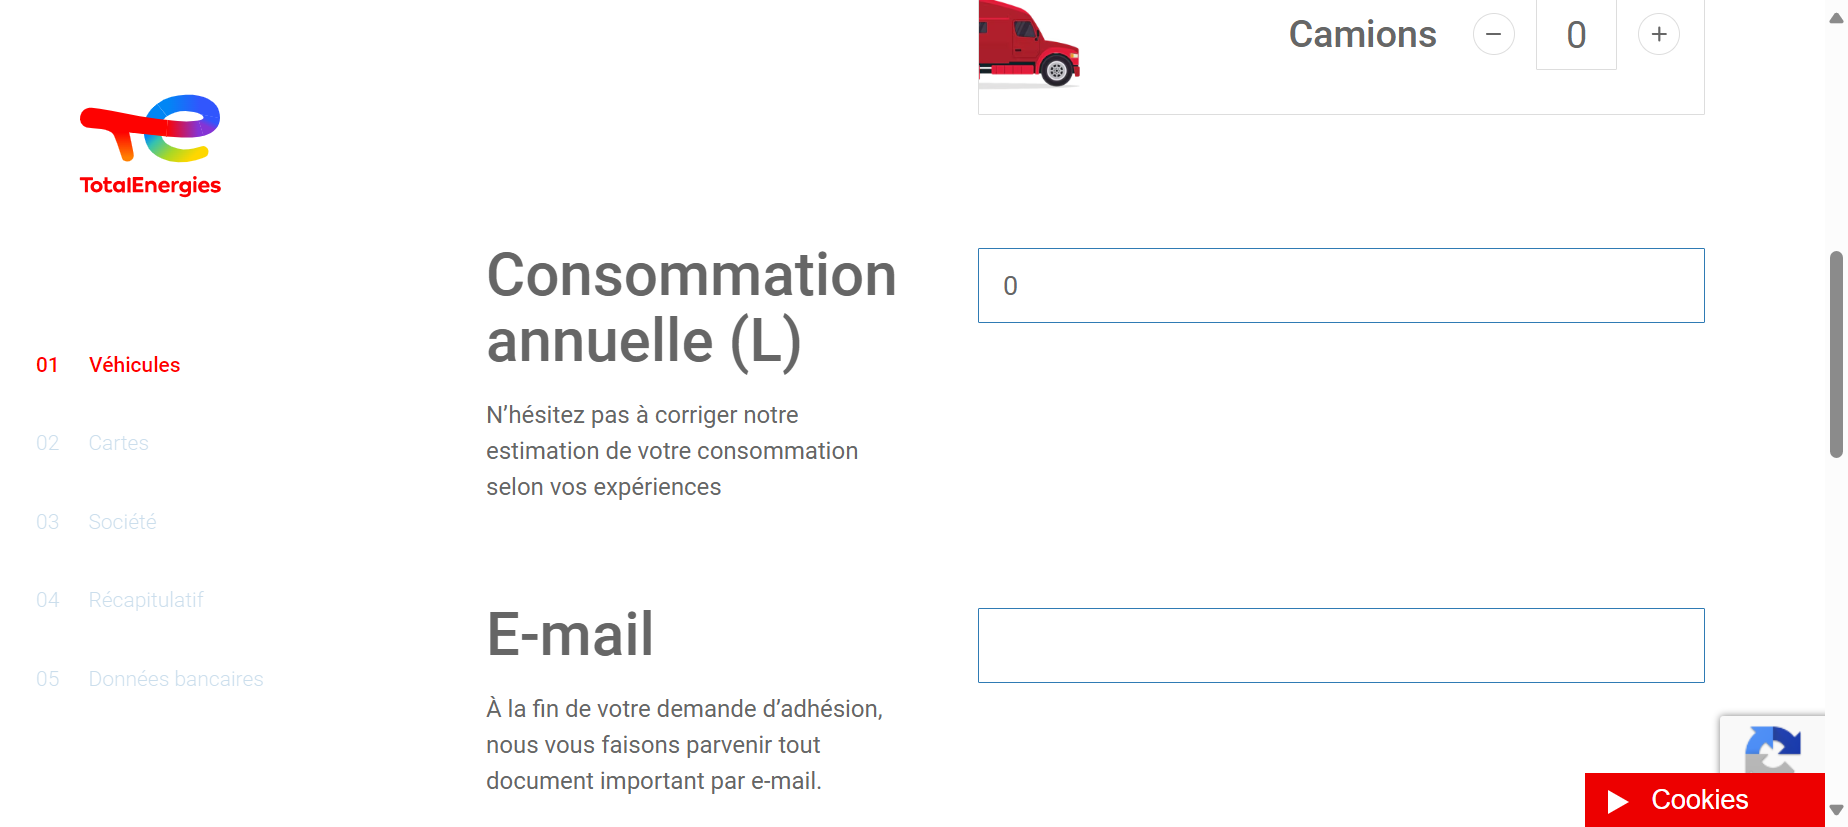 Camions
0
TotalEnergies
Consommation
annuelle (L)
0
N’hésitez pas à corriger notre
estimation de votre consommation
selon vos expériences
01 Véhicules
02 Cartes
03 Société
04 Récapitulatif
05 Données bancaires
E-mail
À la fin de votre demande d’adhésion,
nous vous faisons parvenir tout
document important par e-mail.
Cookies